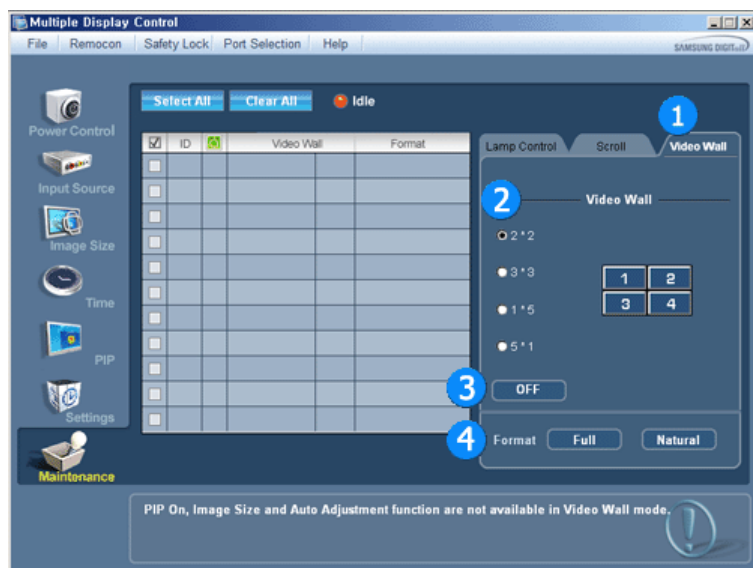 Multiple Display Control
File Remocon Safety Lock Port Selection Help
SAMSUNG DIGITall
Select All Clear All Idle
1
Power Control
ID Video Wall Format
Lamp Control Scroll Video Wall
Input Source
2 Video Wall
2 * 2
Image Size
3 * 3
1 2
Time
3 4
1 * 5
PIP
5 * 1
3 OFF
Settings
4 Format Full Natural
Maintenance
PIP On, Image Size and Auto Adjustment function are not available in Video Wall mode.